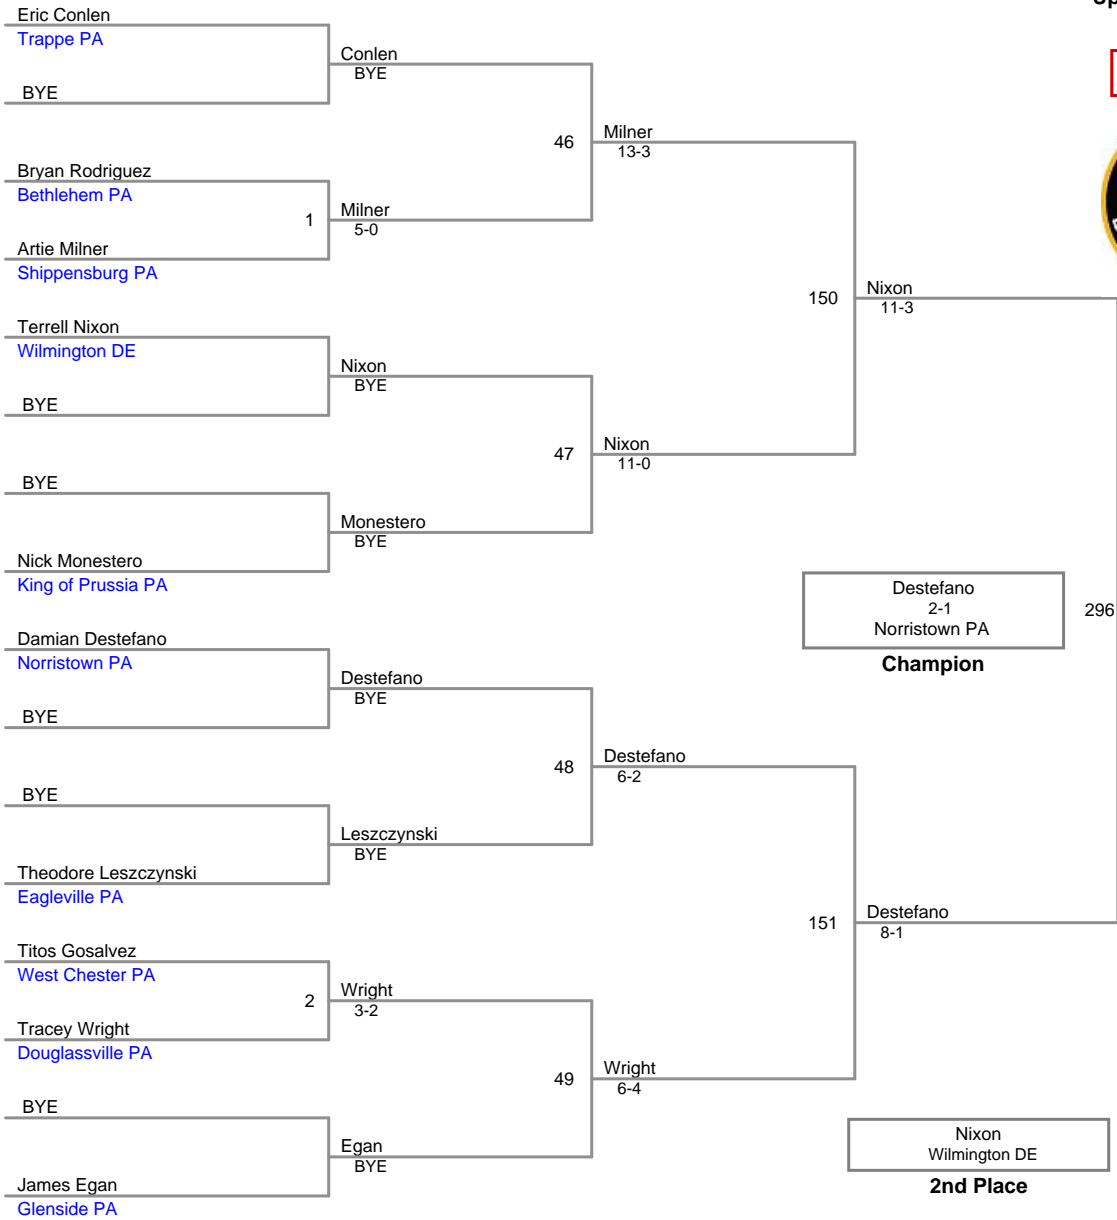 Eric Conlen
Trappe PA
BYE
Bryan Rodriguez
Bethlehem PA
1
Artie Milner
Shippensburg PA
Terrell Nixon
Wilmington DE
BYE
BYE
Nick Monestero
King of Prussia PA
Damian Destefano
Norristown PA
BYE
BYE
Theodore Leszczynski
Eagleville PA
Titos Gosalvez
West Chester PA
2
Tracey Wright
Douglassville PA
BYE
James Egan
Glenside PA
Conlen
BYE
46
Milner
5-0
Nixon
BYE
47
Monestero
BYE
Destefano
BYE
48
Leszczynski
BYE
Wright
3-2
49
Egan
BYE
Milner
13-3
150
Nixon
11-0
Destefano
6-2
151
Wright
6-4
Nixon
11-3
296
Destefano
8-1
Destefano
2-1
Norristown PA
Champion
Nixon
Wilmington DE
2nd Place